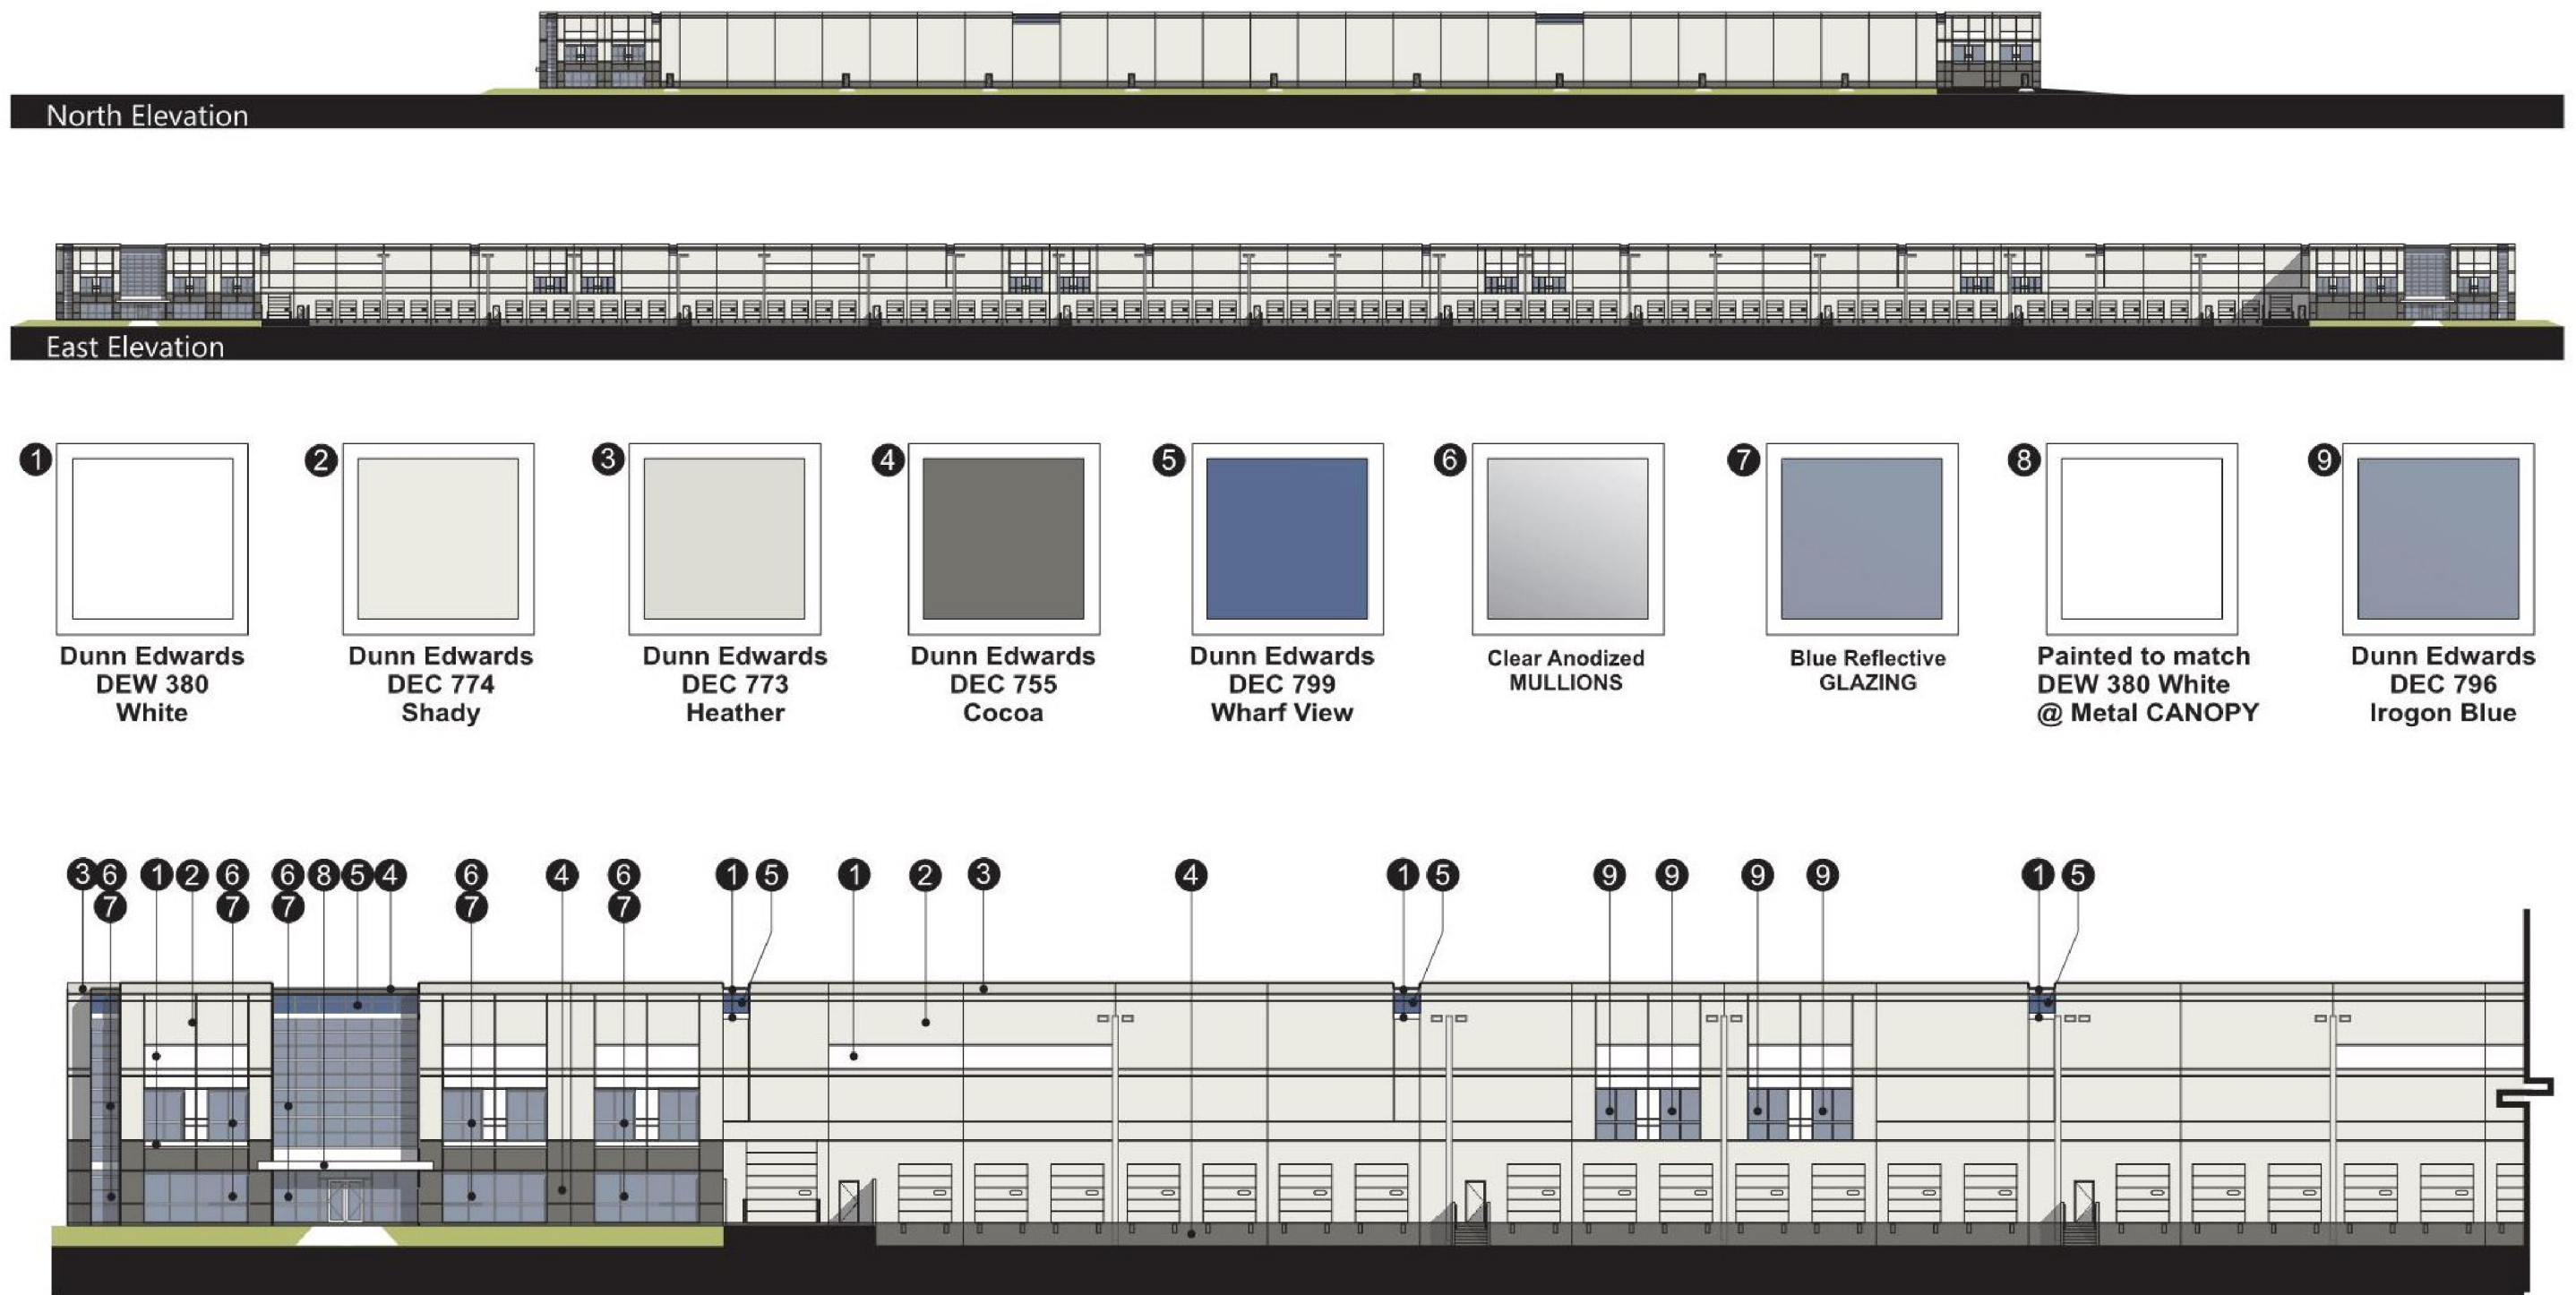 North Elevation
East Elevation
1 2 3 4 5 6 7 8 9
Dunn Edwards
DEW 380
White
Dunn Edwards
DEC 774
Shady
Dunn Edwards
DEC 773
Heather
Dunn Edwards
DEC 755
Cocoa
Dunn Edwards
DEC 799
Wharf View
Clear Anodized
MULLIONS
Blue Reflective
GLAZING
Painted to match
DEW 380 White
@ Metal CANOPY
Dunn Edwards
DEC 796
Irogon Blue
3 6 1 2 6 6 8 5 4 6 4 6 1 5 1 2 3 4 1 5 9 9 9 9 1 5
7 7 7 7 7